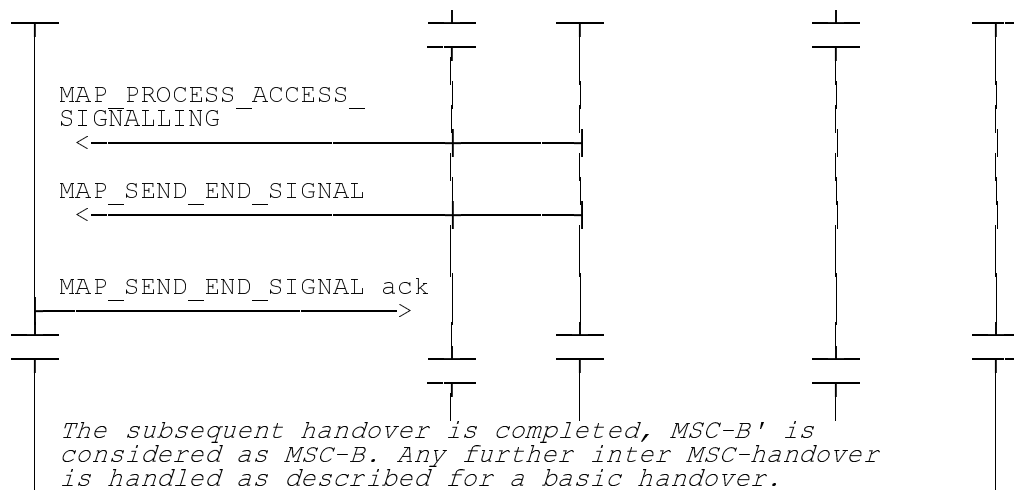 MAP_PROCESS_ACCESS_
SIGNALLING
MAP_SEND_END_SIGNAL
MAP_SEND_END_SIGNAL ack
The subsequent handover is completed, MSC-B' is
considered as MSC-B. Any further inter MSC-handover
is handled as described for a basic handover.